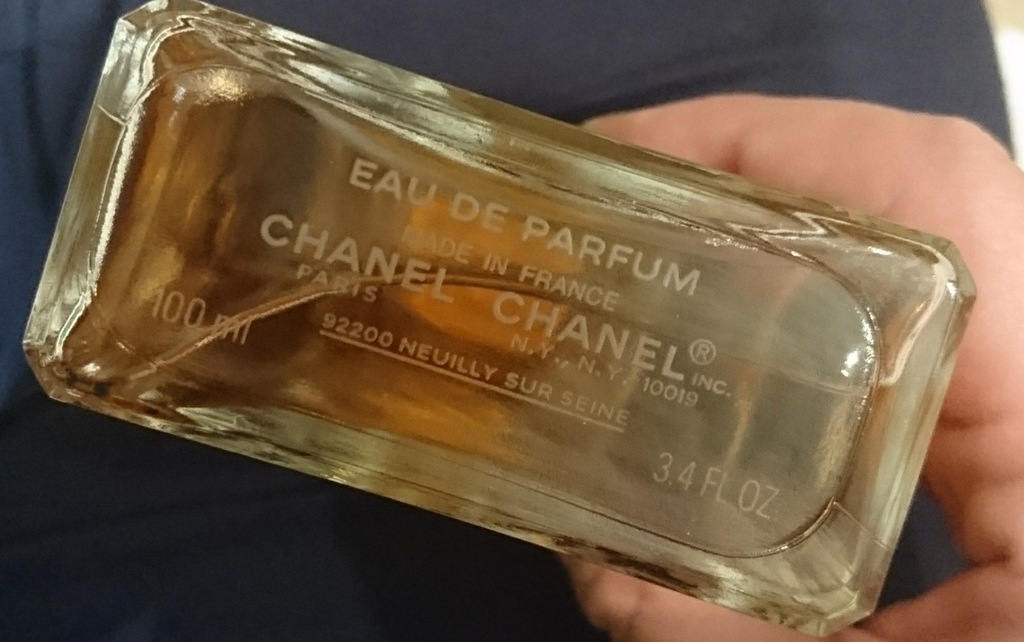 EAU DE PARFUM
MADE IN FRANCE
CHANEL CHANEL®
PARIS N.Y., N.Y. 10019 INC.
92200 NEUILLY SUR SEINE
100 ml 3.4 FL.OZ.